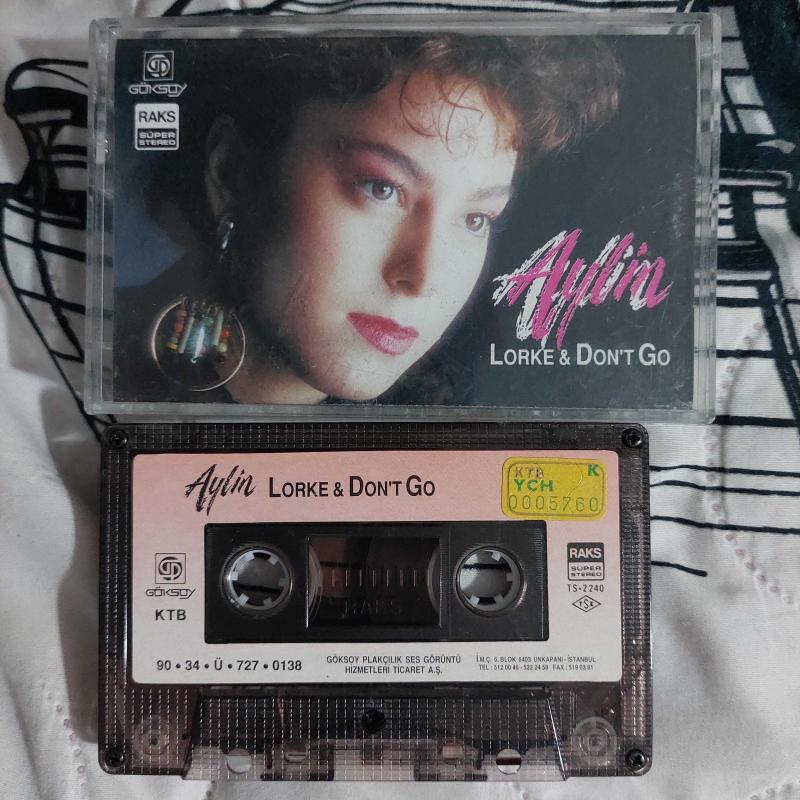 GÖKSOY
RAKS
SÜPER
STEREO
Aylin
LORKE & DON'T GO
Aylin LORKE & DON'T GO
KTB K
YCH
0005760
GÖKSOY
KTB
RAKS
RAKS
SÜPER
STEREO
TS-2240
TSE
90 • 34 • Ü • 727 • 0138
GÖKSOY PLAKÇILIK SES GÖRÜNTÜ
HİZMETLERİ TİCARET A.Ş.
İ.M.Ç. 6. BLOK 6403 UNKAPANI - İSTANBUL
TEL : 512 00 46 - 522 24 58 FAX : 519 03 81